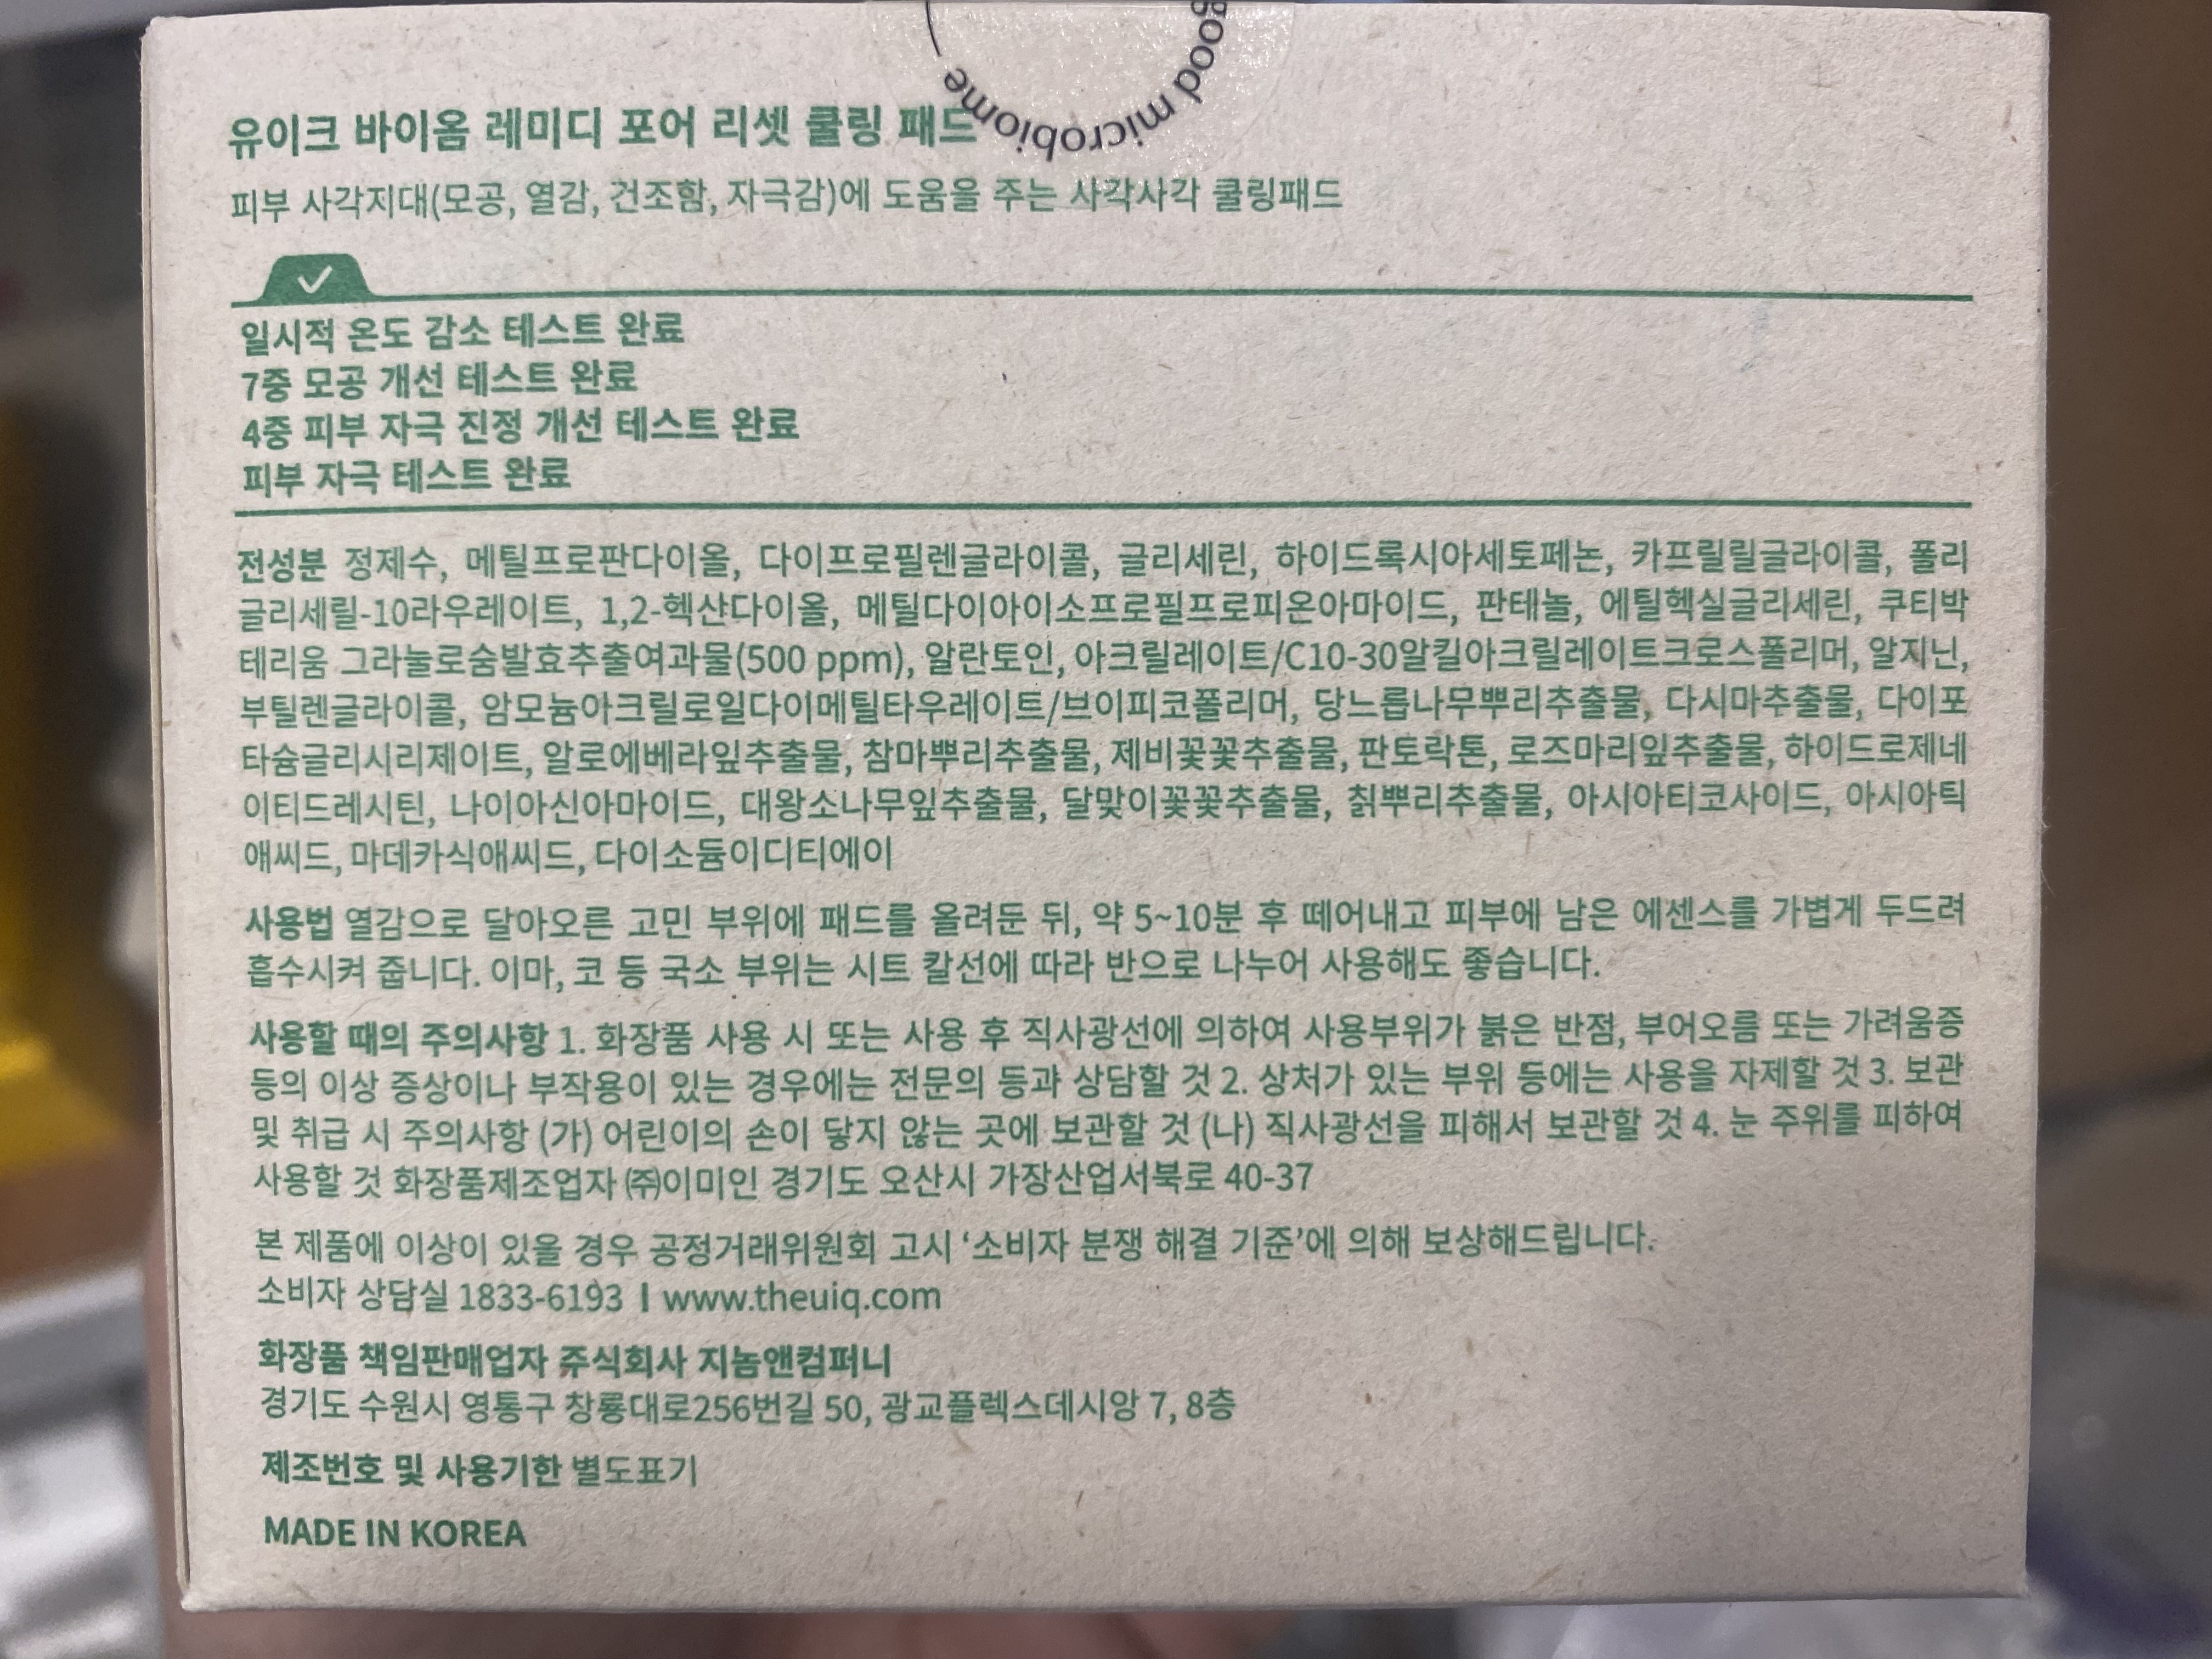 good microbiome
유이크 바이옴 레미디 포어 리셋 쿨링 패드
피부 사각지대(모공, 열감, 건조함, 자극감)에 도움을 주는 사각사각 쿨링패드
일시적 온도 감소 테스트 완료
7중 모공 개선 테스트 완료
4중 피부 자극 진정 개선 테스트 완료
피부 자극 테스트 완료
전성분 정제수, 메틸프로판다이올, 다이프로필렌글라이콜, 글리세린, 하이드록시아세토페논, 카프릴릴글라이콜, 폴리
글리세릴-10라우레이트, 1,2-헥산다이올, 메틸다이아이소프로필프로피온아마이드, 판테놀, 에틸헥실글리세린, 쿠티박
테리움 그라눌로숨발효추출여과물(500 ppm), 알란토인, 아크릴레이트/C10-30알킬아크릴레이트크로스폴리머, 알지닌,
부틸렌글라이콜, 암모늄아크릴로일다이메틸타우레이트/브이피코폴리머, 당느릅나무뿌리추출물, 다시마추출물, 다이포
타슘글리시리제이트, 알로에베라잎추출물, 참마뿌리추출물, 제비꽃꽃추출물, 판토락톤, 로즈마리잎추출물, 하이드로제네
이티드레시틴, 나이아신아마이드, 대왕소나무잎추출물, 달맞이꽃꽃추출물, 칡뿌리추출물, 아시아티코사이드, 아시아틱
애씨드, 마데카식애씨드, 다이소듐이디티에이
사용법 열감으로 달아오른 고민 부위에 패드를 올려둔 뒤, 약 5~10분 후 떼어내고 피부에 남은 에센스를 가볍게 두드려
흡수시켜 줍니다. 이마, 코 등 국소 부위는 시트 칼선에 따라 반으로 나누어 사용해도 좋습니다.
사용할 때의 주의사항 1. 화장품 사용 시 또는 사용 후 직사광선에 의하여 사용부위가 붉은 반점, 부어오름 또는 가려움증
등의 이상 증상이나 부작용이 있는 경우에는 전문의 등과 상담할 것 2. 상처가 있는 부위 등에는 사용을 자제할 것 3. 보관
및 취급 시 주의사항 (가) 어린이의 손이 닿지 않는 곳에 보관할 것 (나) 직사광선을 피해서 보관할 것 4. 눈 주위를 피하여
사용할 것 화장품제조업자 ㈜이미인 경기도 오산시 가장산업서북로 40-37
본 제품에 이상이 있을 경우 공정거래위원회 고시 ‘소비자 분쟁 해결 기준’에 의해 보상해드립니다.
소비자 상담실 1833-6193 | www.theuiq.com
화장품 책임판매업자 주식회사 지놈앤컴퍼니
경기도 수원시 영통구 창룡대로256번길 50, 광교플렉스데시앙 7, 8층
제조번호 및 사용기한 별도표기
MADE IN KOREA